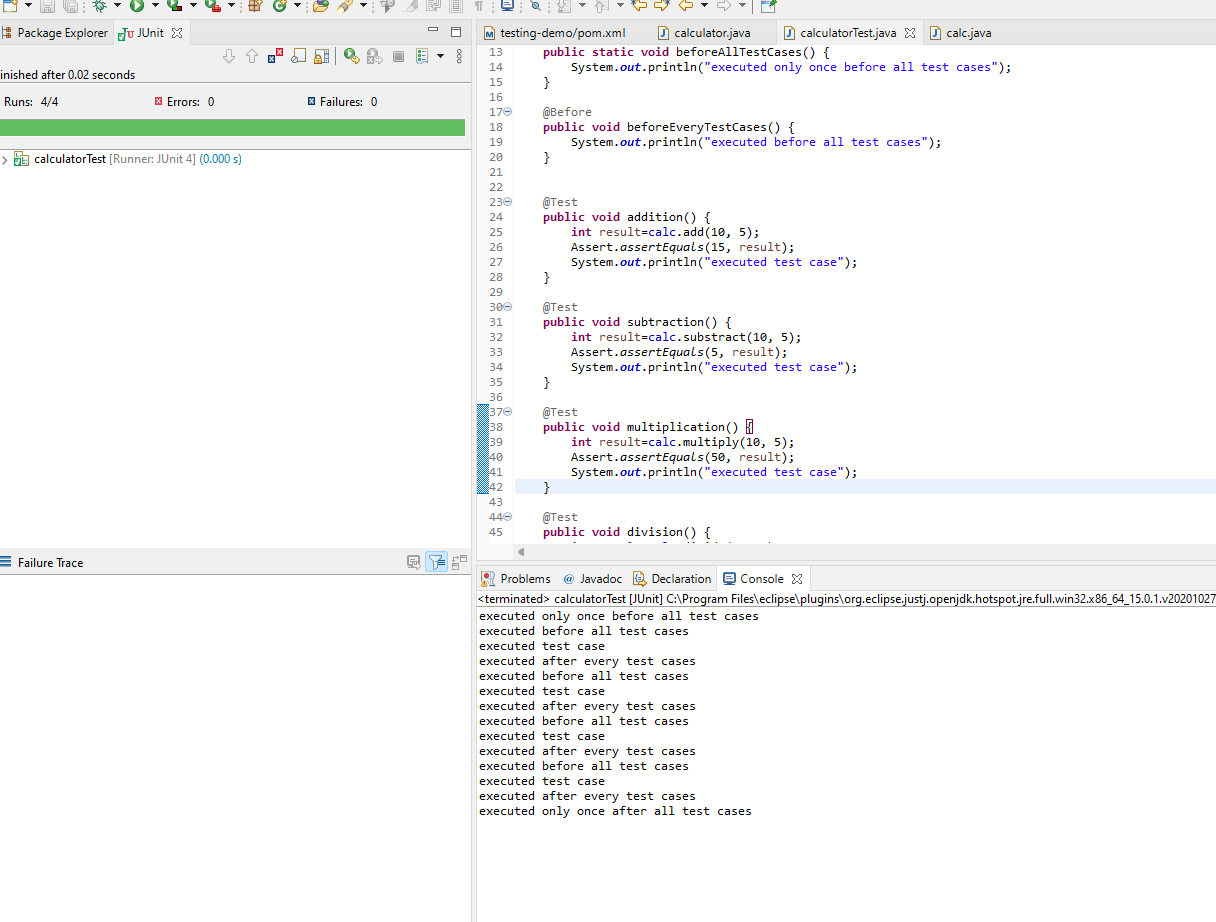 Package Explorer
JUnit
inished after 0.02 seconds
Runs: 4/4
Errors: 0
Failures: 0
calculatorTest [Runner: JUnit 4] (0.000 s)
Failure Trace
testing-demo/pom.xml
calculator.java
calculatorTest.java
calc.java
13 public static void beforeAllTestCases() {
14 System.out.println("executed only once before all test cases");
15 }
16
17 @Before
18 public void beforeEveryTestCases() {
19 System.out.println("executed before all test cases");
20 }
21
22
23 @Test
24 public void addition() {
25 int result=calc.add(10, 5);
26 Assert.assertEquals(15, result);
27 System.out.println("executed test case");
28 }
29
30 @Test
31 public void subtraction() {
32 int result=calc.substract(10, 5);
33 Assert.assertEquals(5, result);
34 System.out.println("executed test case");
35 }
36
37 @Test
38 public void multiplication() {
39 int result=calc.multiply(10, 5);
40 Assert.assertEquals(50, result);
41 System.out.println("executed test case");
42 }
43
44 @Test
45 public void division() {
Problems
Javadoc
Declaration
Console
<terminated> calculatorTest [JUnit] C:\Program Files\eclipse\plugins\org.eclipse.justj.openjdk.hotspot.jre.full.win32.x86_64_15.0.1.v20201027
executed only once before all test cases
executed before all test cases
executed test case
executed after every test cases
executed before all test cases
executed test case
executed after every test cases
executed before all test cases
executed test case
executed after every test cases
executed before all test cases
executed test case
executed after every test cases
executed only once after all test cases